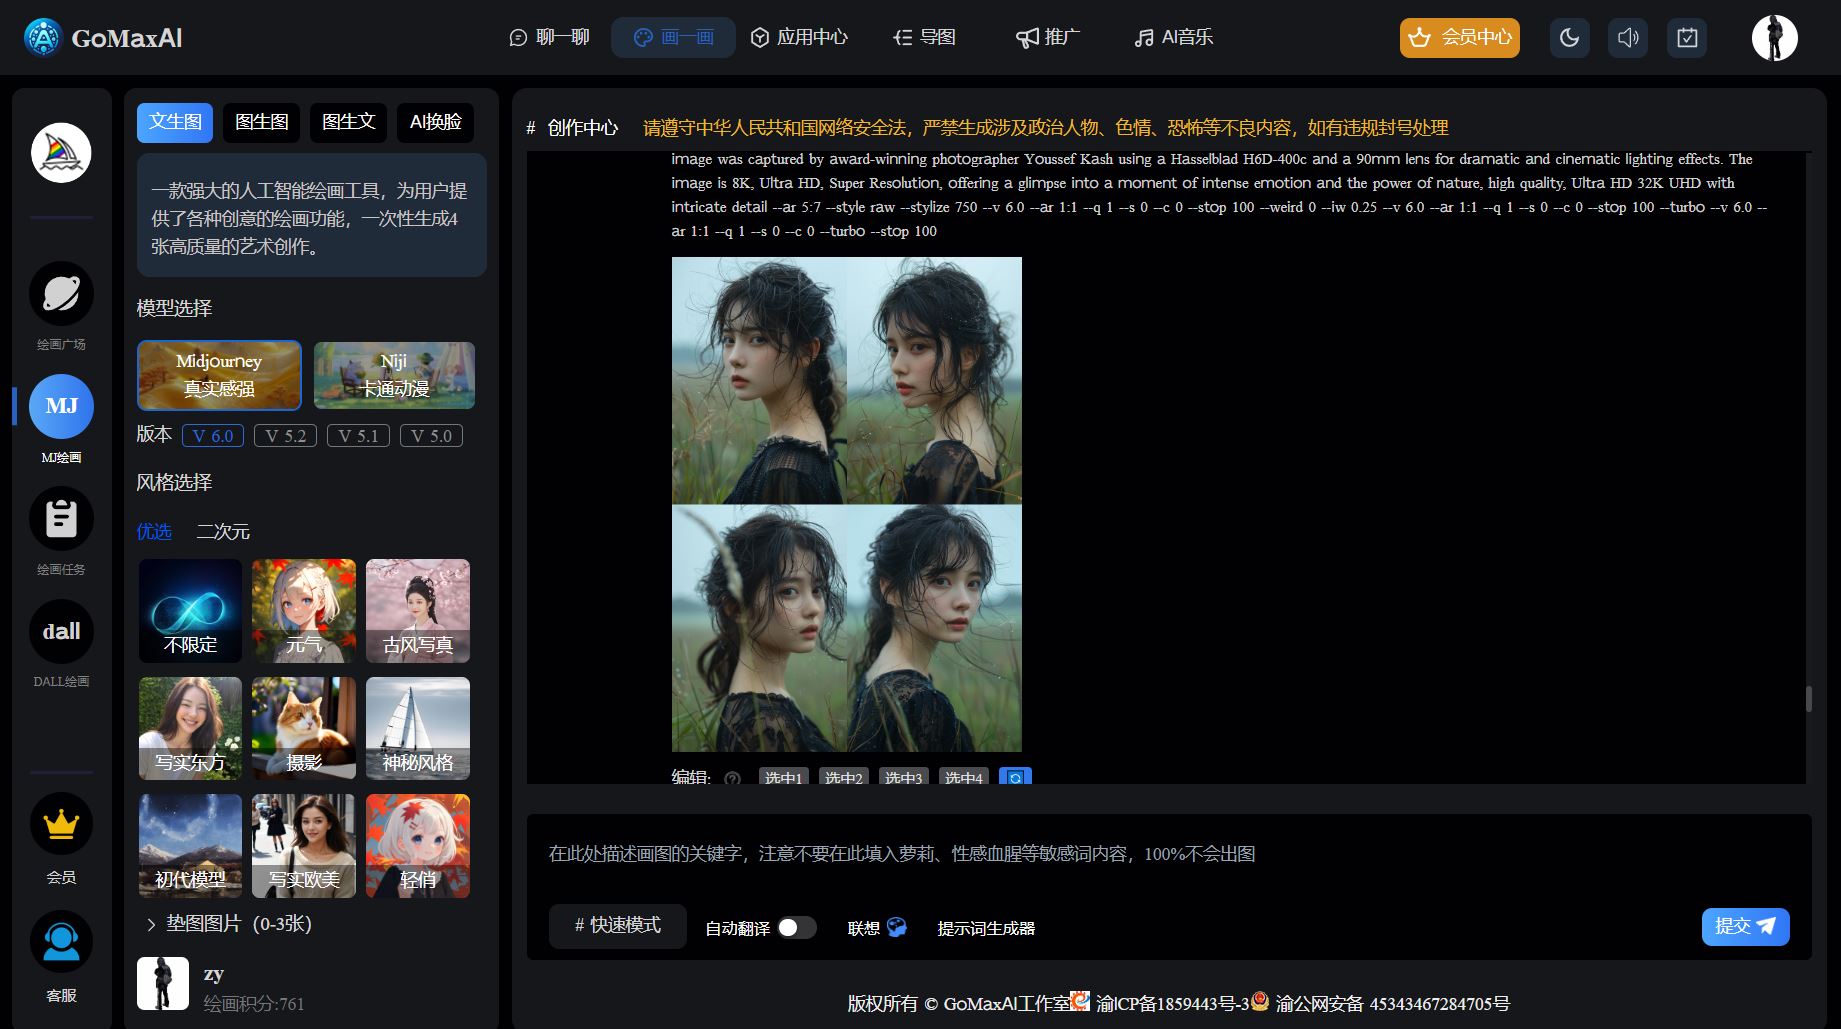 GoMaxAI
聊一聊
画一画
应用中心
导图
推广
AI音乐
会员中心
绘画广场
MJ
MJ绘画
绘画任务
dall
DALL绘画
会员
客服
文生图
图生图
图生文
AI换脸
一款强大的人工智能绘画工具，为用户提
供了各种创意的绘画功能，一次性生成4
张高质量的艺术创作。
模型选择
Midjourney
真实感强
Niji
卡通动漫
版本 V 6.0 V 5.2 V 5.1 V 5.0
风格选择
优选 二次元
不限定
元气
古风写真
写实东方
摄影
神秘风格
初代模型
写实欧美
轻俏
垫图图片（0-3张）
zy
绘画积分:761
# 创作中心 请遵守中华人民共和国网络安全法，严禁生成涉及政治人物、色情、恐怖等不良内容，如有违规封号处理
image was captured by award-winning photographer Youssef Kash using a Hasselblad H6D-400c and a 90mm lens for dramatic and cinematic lighting effects. The
image is 8K, Ultra HD, Super Resolution, offering a glimpse into a moment of intense emotion and the power of nature, high quality, Ultra HD 32K UHD with
intricate detail --ar 5:7 --style raw --stylize 750 --v 6.0 --ar 1:1 --q 1 --s 0 --c 0 --stop 100 --weird 0 --iw 0.25 --v 6.0 --ar 1:1 --q 1 --s 0 --c 0 --stop 100 --turbo --v 6.0 --
ar 1:1 --q 1 --s 0 --c 0 --turbo --stop 100
编辑: 选中1 选中2 选中3 选中4
在此处描述画图的关键字，注意不要在此填入萝莉、性感血腥等敏感词内容，100%不会出图
# 快速模式 自动翻译 联想 提示词生成器 提交
版权所有 © GoMaxAI工作室 渝ICP备1859443号-3 渝公网安备 45343467284705号